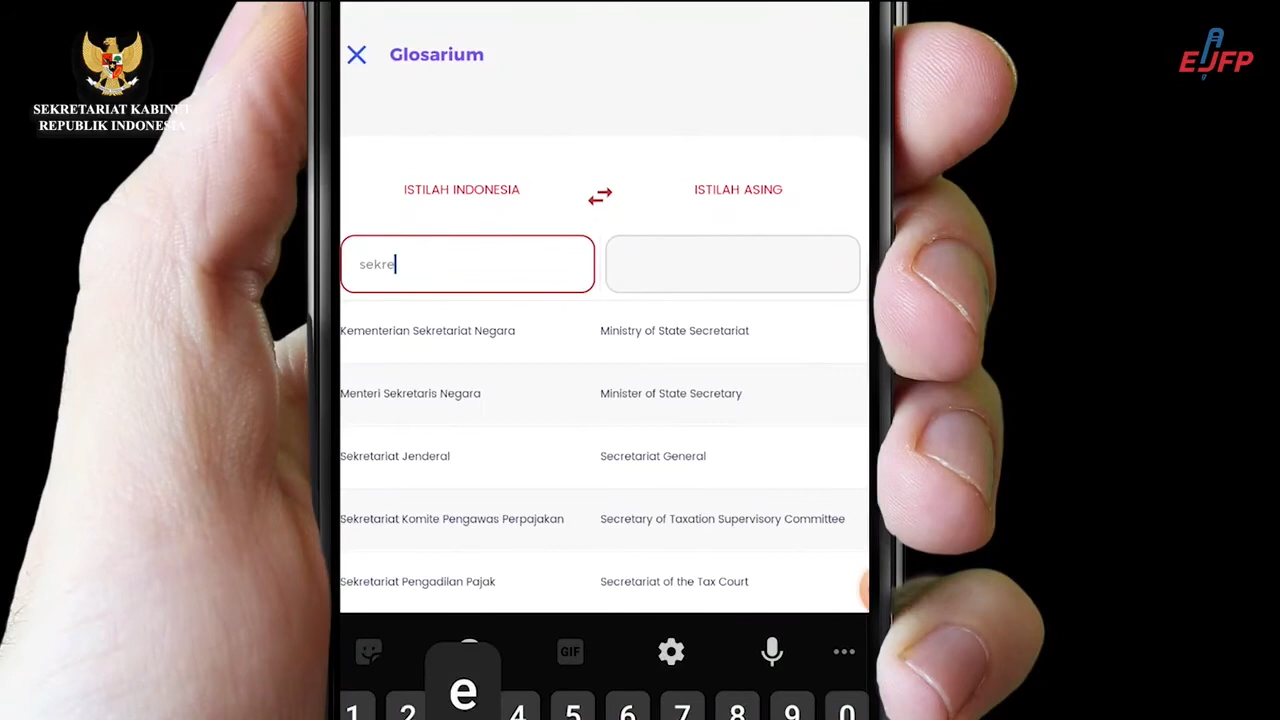 SEKRETARIAT KABINET
REPUBLIK INDONESIA
EJFP
Glosarium
ISTILAH INDONESIA
ISTILAH ASING
sekre
Kementerian Sekretariat Negara
Ministry of State Secretariat
Menteri Sekretaris Negara
Minister of State Secretary
Sekretariat Jenderal
Secretariat General
Sekretariat Komite Pengawas Perpajakan
Secretary of Taxation Supervisory Committee
Sekretariat Pengadilan Pajak
Secretariat of the Tax Court
GIF
e
1 2 4 5 6 7 8 9 0